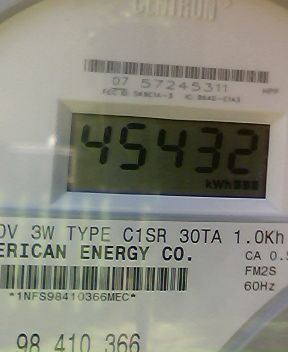 CENTRON
07 57245311
45432
kWh
0V 3W TYPE C1SR 30TA 1.0Kh
ERICAN ENERGY CO.
CA 0.5
FM2S
*1NFS98410366MEC*
60Hz
98 410 366